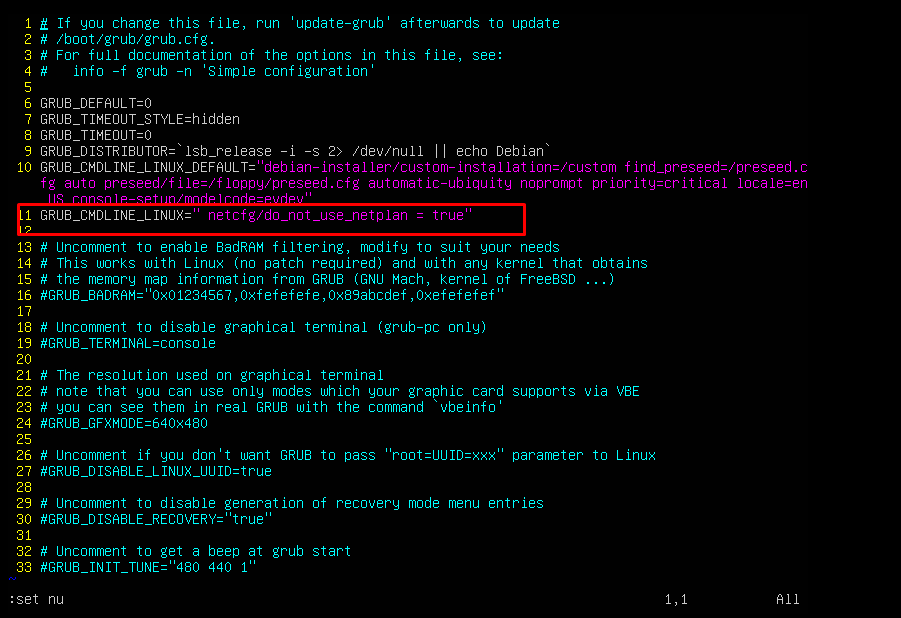 1 # If you change this file, run 'update-grub' afterwards to update
2 # /boot/grub/grub.cfg.
3 # For full documentation of the options in this file, see:
4 #   info -f grub -n 'Simple configuration'
5
6 GRUB_DEFAULT=0
7 GRUB_TIMEOUT_STYLE=hidden
8 GRUB_TIMEOUT=0
9 GRUB_DISTRIBUTOR=`lsb_release -i -s 2> /dev/null || echo Debian`
10 GRUB_CMDLINE_LINUX_DEFAULT="debian-installer/custom-installation=/custom find_preseed=/preseed.c
fg auto preseed/file=/floppy/preseed.cfg automatic-ubiquity noprompt priority=critical locale=en
_US console-setup/modelcode=evdev"
11 GRUB_CMDLINE_LINUX=" netcfg/do_not_use_netplan = true"
12
13 # Uncomment to enable BadRAM filtering, modify to suit your needs
14 # This works with Linux (no patch required) and with any kernel that obtains
15 # the memory map information from GRUB (GNU Mach, kernel of FreeBSD ...)
16 #GRUB_BADRAM="0x01234567,0xfefefefe,0x89abcdef,0xefefefef"
17
18 # Uncomment to disable graphical terminal (grub-pc only)
19 #GRUB_TERMINAL=console
20
21 # The resolution used on graphical terminal
22 # note that you can use only modes which your graphic card supports via VBE
23 # you can see them in real GRUB with the command `vbeinfo'
24 #GRUB_GFXMODE=640x480
25
26 # Uncomment if you don't want GRUB to pass "root=UUID=xxx" parameter to Linux
27 #GRUB_DISABLE_LINUX_UUID=true
28
29 # Uncomment to disable generation of recovery mode menu entries
30 #GRUB_DISABLE_RECOVERY="true"
31
32 # Uncomment to get a beep at grub start
33 #GRUB_INIT_TUNE="480 440 1"
~
:set nu 1,1 All